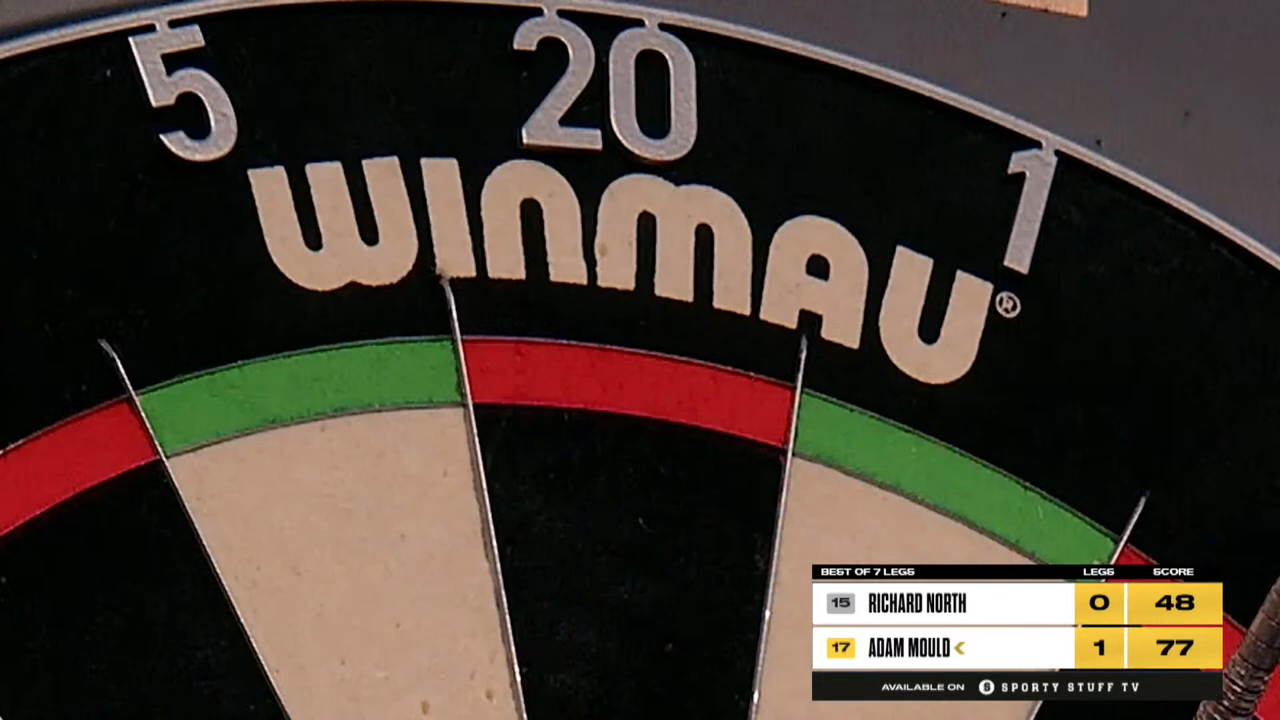 5 20 1
WINMAU®
BEST OF 7 LEGS LEGS SCORE
15 RICHARD NORTH 0 48
17 ADAM MOULD 1 77
AVAILABLE ON S SPORTY STUFF TV